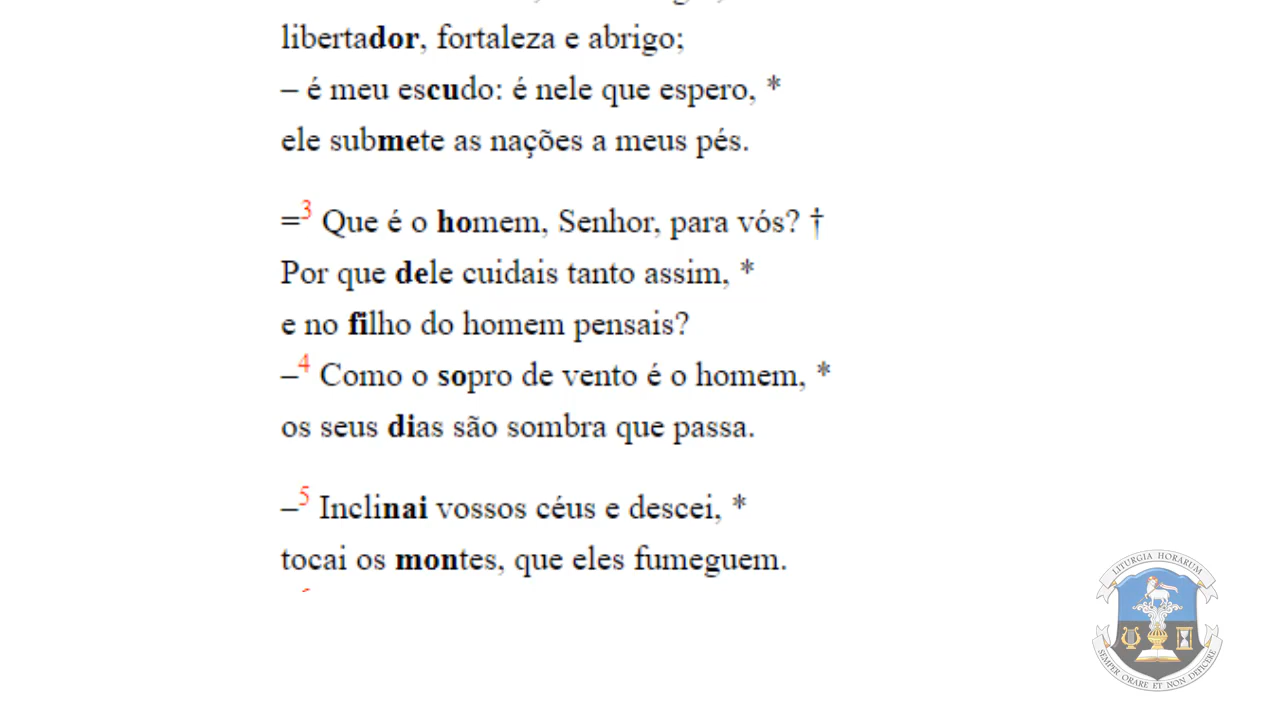 libertador, fortaleza e abrigo;
– é meu escudo: é nele que espero, *
ele submete as nações a meus pés.
=3 Que é o homem, Senhor, para vós? †
Por que dele cuidais tanto assim, *
e no filho do homem pensais?
–4 Como o sopro de vento é o homem, *
os seus dias são sombra que passa.
–5 Inclinai vossos céus e descei, *
tocai os montes, que eles fumeguem.
LITURGIA HORARUM
SEMPER ORARE ET NON DEFICERE